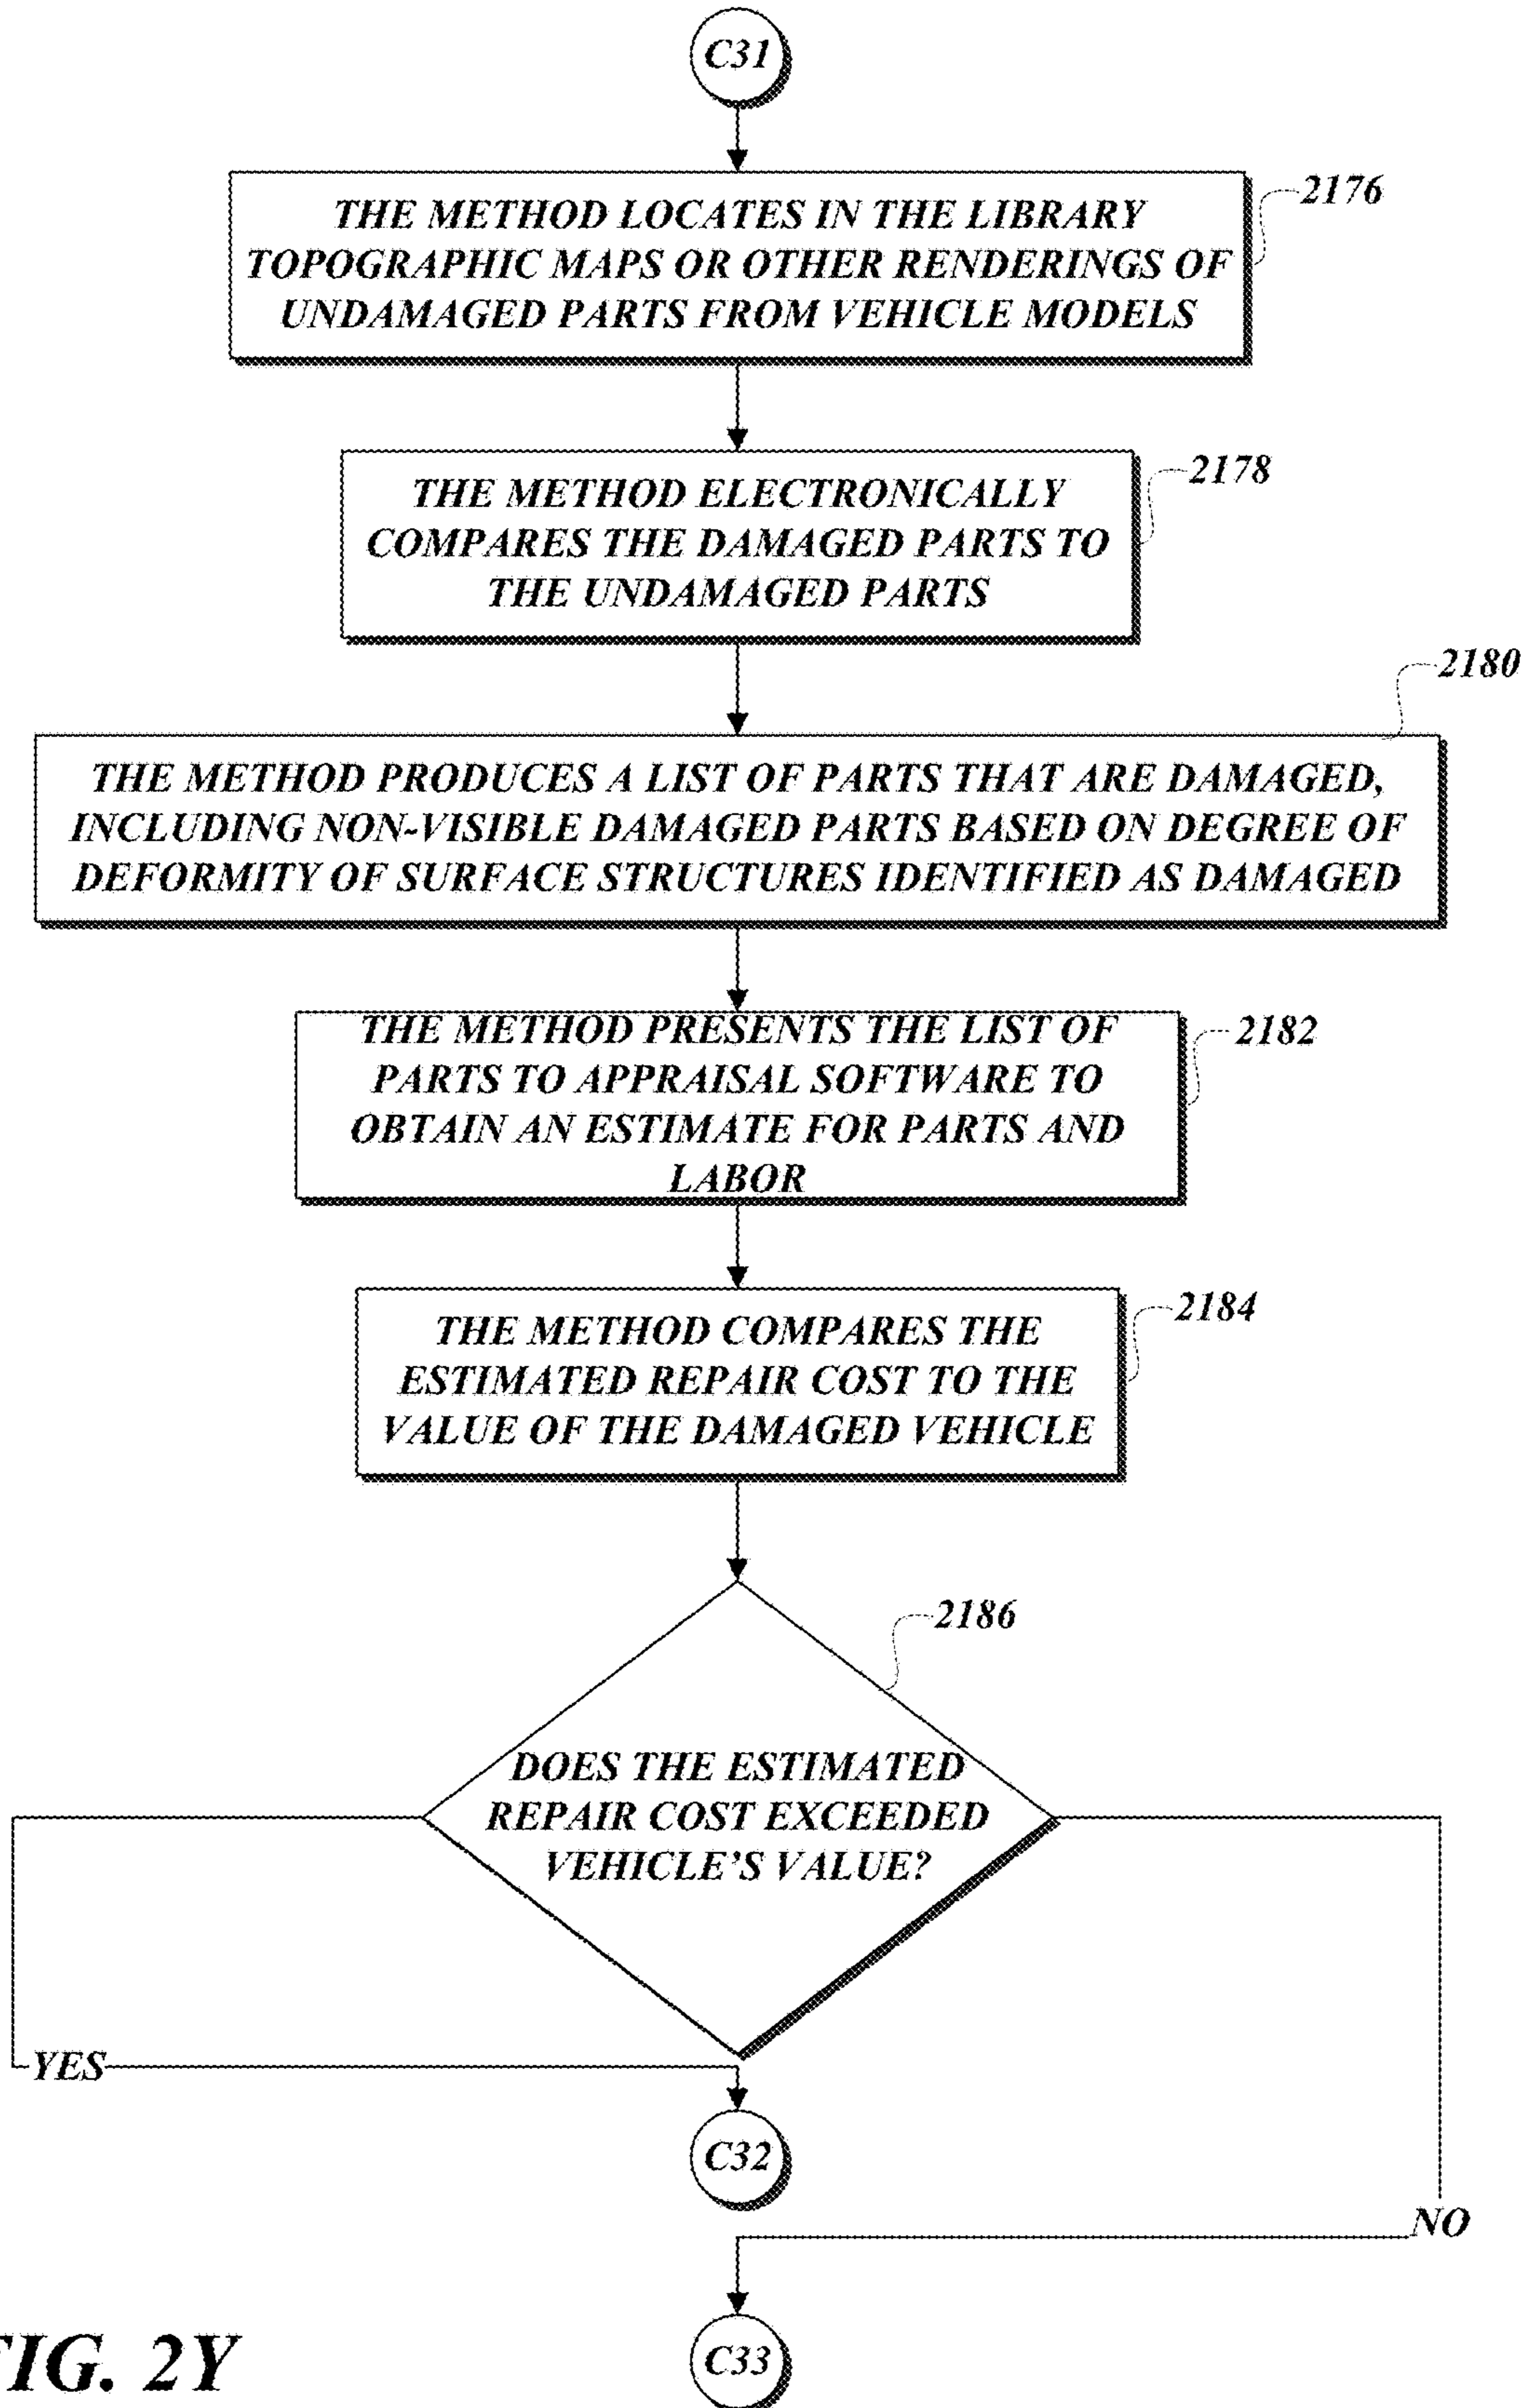 C31
THE METHOD LOCATES IN THE LIBRARY
TOPOGRAPHIC MAPS OR OTHER RENDERINGS OF
UNDAMAGED PARTS FROM VEHICLE MODELS
2176
THE METHOD ELECTRONICALLY
COMPARES THE DAMAGED PARTS TO
THE UNDAMAGED PARTS
2178
2180
THE METHOD PRODUCES A LIST OF PARTS THAT ARE DAMAGED,
INCLUDING NON-VISIBLE DAMAGED PARTS BASED ON DEGREE OF
DEFORMITY OF SURFACE STRUCTURES IDENTIFIED AS DAMAGED
THE METHOD PRESENTS THE LIST OF
PARTS TO APPRAISAL SOFTWARE TO
OBTAIN AN ESTIMATE FOR PARTS AND
LABOR
2182
THE METHOD COMPARES THE
ESTIMATED REPAIR COST TO THE
VALUE OF THE DAMAGED VEHICLE
2184
2186
DOES THE ESTIMATED
REPAIR COST EXCEEDED
VEHICLE'S VALUE?
YES
C32
NO
C33
FIG. 2Y